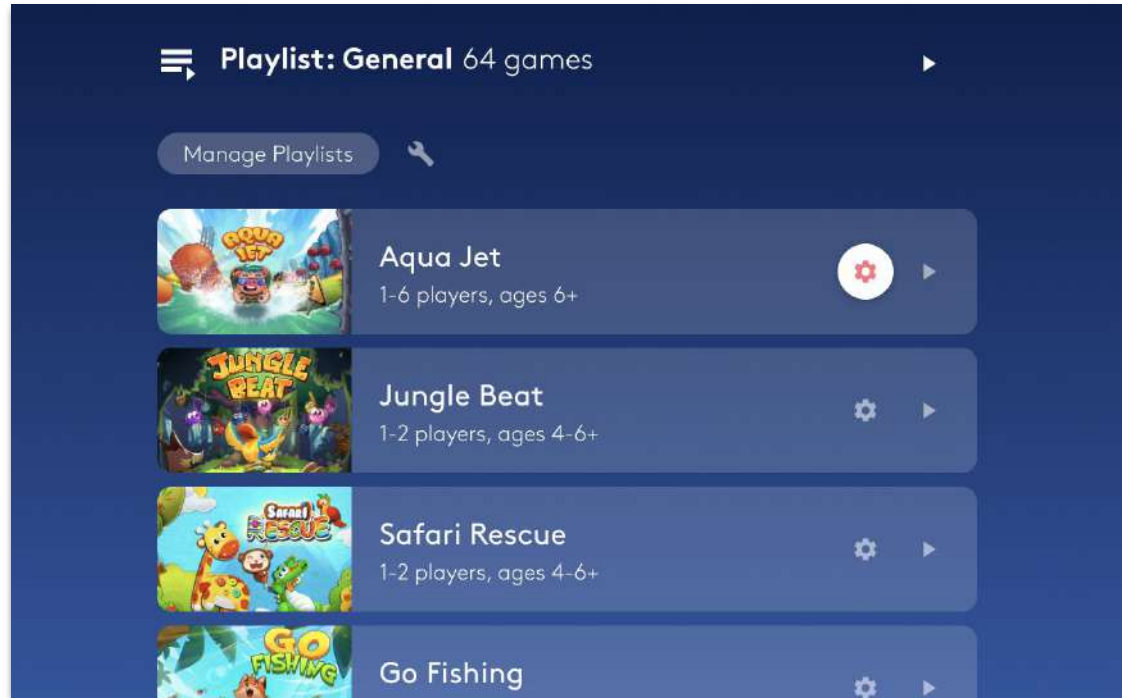 Playlist: General 64 games
Manage Playlists
AQUA
JET
Aqua Jet
1-6 players, ages 6+
JUNGLE
BEAT
Jungle Beat
1-2 players, ages 4-6+
SAFARI
RESCUE
Safari Rescue
1-2 players, ages 4-6+
GO
FISHING
Go Fishing